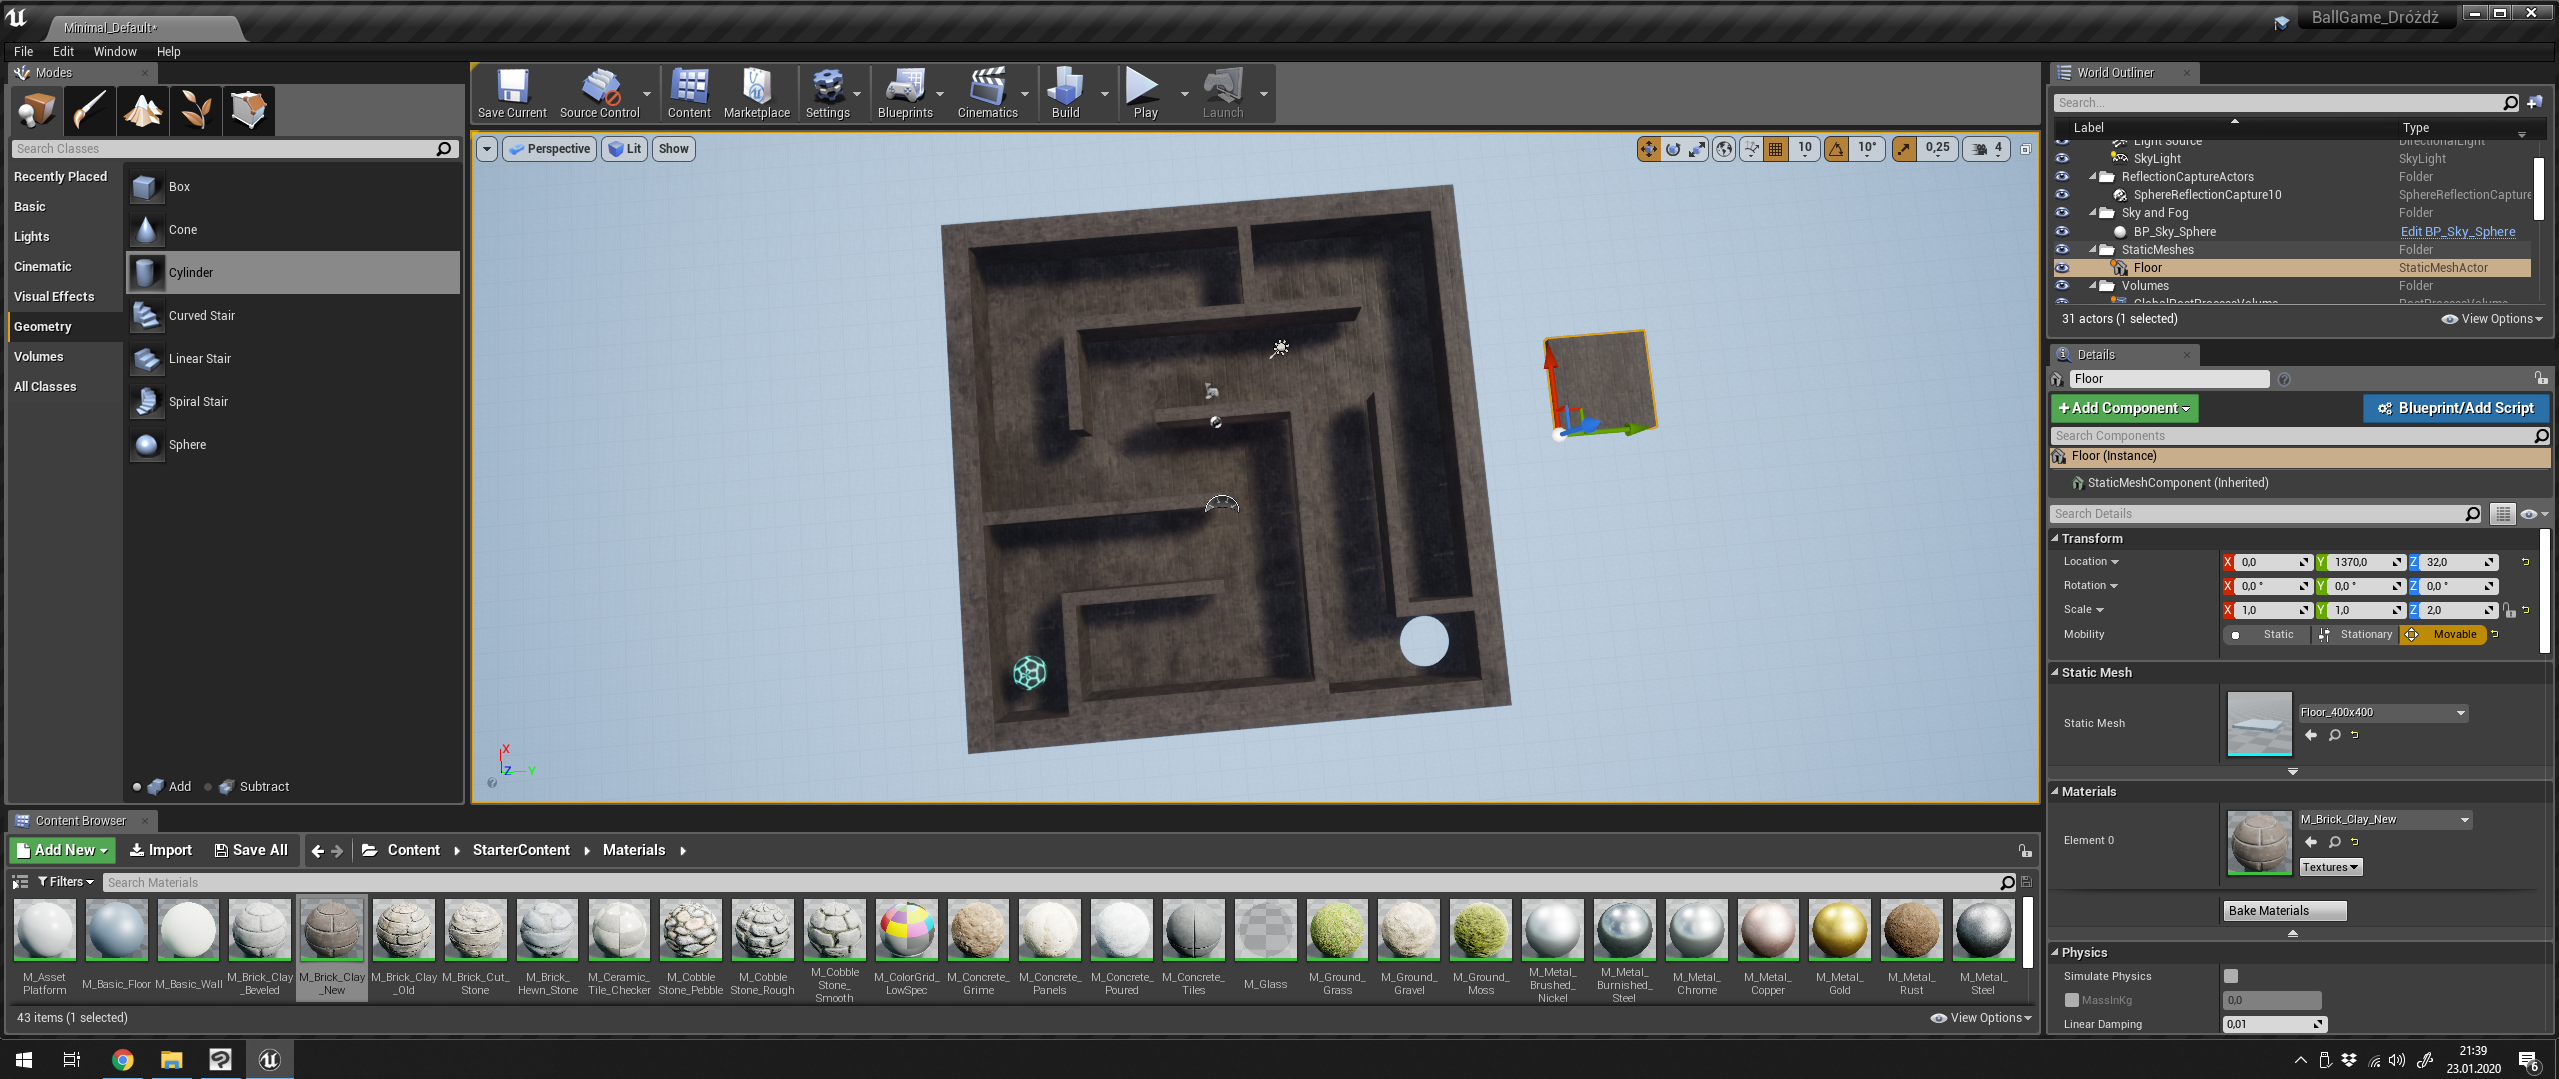 Minimal_Default*
BallGame_Dróżdż
File Edit Window Help
Modes
Search Classes
Recently Placed
Basic
Lights
Cinematic
Visual Effects
Geometry
Volumes
All Classes
Box
Cone
Cylinder
Curved Stair
Linear Stair
Spiral Stair
Sphere
Add Subtract
Save Current Source Control Content Marketplace Settings Blueprints Cinematics Build Play Launch
Perspective Lit Show
10 10° 0,25 4
X
Z Y
World Outliner
Search...
Label Type
Light Source DirectionalLight
SkyLight SkyLight
ReflectionCaptureActors Folder
SphereReflectionCapture10 SphereReflectionCapture
Sky and Fog Folder
BP_Sky_Sphere Edit BP_Sky_Sphere
StaticMeshes Folder
Floor StaticMeshActor
Volumes Folder
GlobalPostProcessVolume PostProcessVolume
31 actors (1 selected) View Options
Details
Floor
+Add Component Blueprint/Add Script
Search Components
Floor (Instance)
StaticMeshComponent (Inherited)
Search Details
Transform
Location X 0,0 Y 1370,0 Z 32,0
Rotation X 0,0 ° Y 0,0 ° Z 0,0 °
Scale X 1,0 Y 1,0 Z 2,0
Mobility Static Stationary Movable
Static Mesh
Static Mesh Floor_400x400
Materials
Element 0 M_Brick_Clay_New
Textures
Bake Materials
Physics
Simulate Physics
MassInKg 0,0
Linear Damping 0,01
Content Browser
Add New Import Save All Content StarterContent Materials
Filters Search Materials
M_Asset Platform
M_Basic_Floor
M_Basic_Wall
M_Brick_Clay _Beveled
M_Brick_Clay _New
M_Brick_Clay _Old
M_Brick_Cut_ Stone
M_Brick_ Hewn_Stone
M_Ceramic_ Tile_Checker
M_Cobble Stone_Pebble
M_Cobble Stone_Rough
M_Cobble Stone_ Smooth
M_ColorGrid_ LowSpec
M_Concrete_ Grime
M_Concrete_ Panels
M_Concrete_ Poured
M_Concrete_ Tiles
M_Glass
M_Ground_ Grass
M_Ground_ Gravel
M_Ground_ Moss
M_Metal_ Brushed_ Nickel
M_Metal_ Burnished_ Steel
M_Metal_ Chrome
M_Metal_ Copper
M_Metal_ Gold
M_Metal_ Rust
M_Metal_ Steel
43 items (1 selected) View Options
21:39
23.01.2020
6